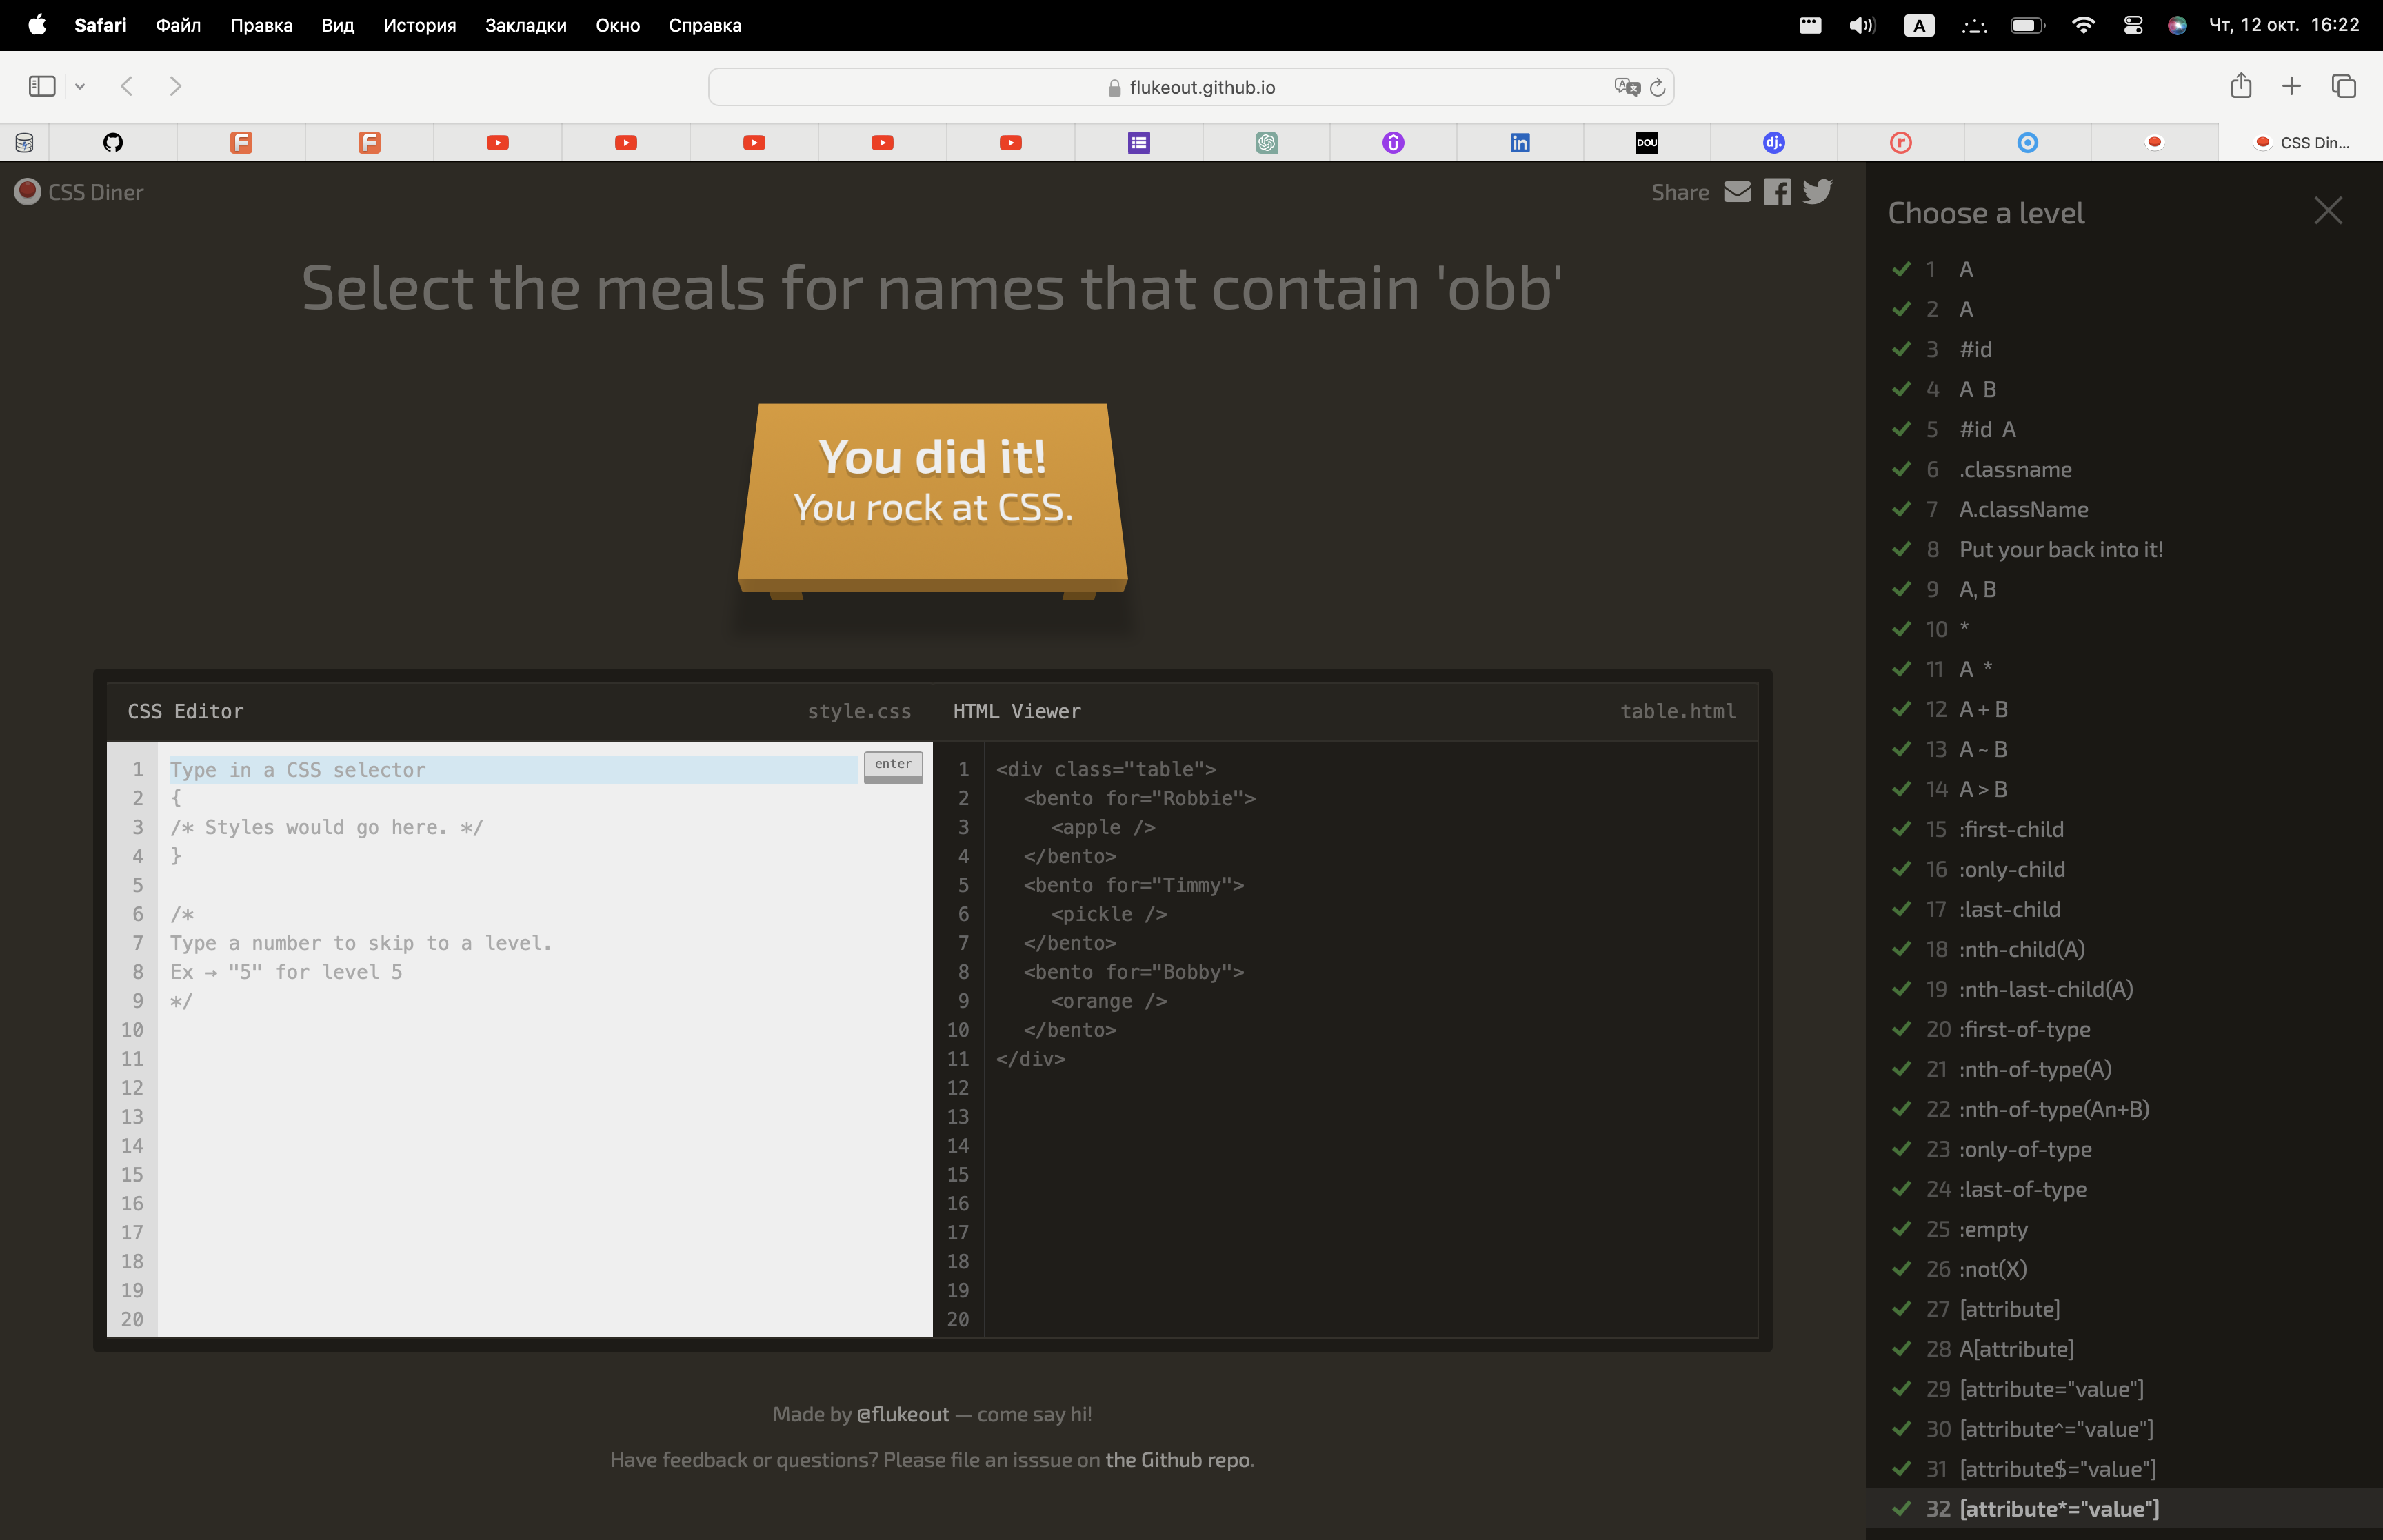 Safari Файл Правка Вид История Закладки Окно Справка A Чт, 12 окт. 16:22
flukeout.github.io
DOU dj. CSS Din...
CSS Diner
Share
Select the meals for names that contain 'obb'
You did it!
You rock at CSS.
CSS Editor style.css
1 Type in a CSS selector enter
2 {
3 /* Styles would go here. */
4 }
5
6 /*
7 Type a number to skip to a level.
8 Ex → "5" for level 5
9 */
10
11
12
13
14
15
16
17
18
19
20
HTML Viewer table.html
1 <div class="table">
2 <bento for="Robbie">
3 <apple />
4 </bento>
5 <bento for="Timmy">
6 <pickle />
7 </bento>
8 <bento for="Bobby">
9 <orange />
10 </bento>
11 </div>
12
13
14
15
16
17
18
19
20
Made by @flukeout — come say hi!
Have feedback or questions? Please file an isssue on the Github repo.
Choose a level
1 A
2 A
3 #id
4 A B
5 #id A
6 .classname
7 A.className
8 Put your back into it!
9 A, B
10 *
11 A *
12 A + B
13 A ~ B
14 A > B
15 :first-child
16 :only-child
17 :last-child
18 :nth-child(A)
19 :nth-last-child(A)
20 :first-of-type
21 :nth-of-type(A)
22 :nth-of-type(An+B)
23 :only-of-type
24 :last-of-type
25 :empty
26 :not(X)
27 [attribute]
28 A[attribute]
29 [attribute="value"]
30 [attribute^="value"]
31 [attribute$="value"]
32 [attribute*="value"]